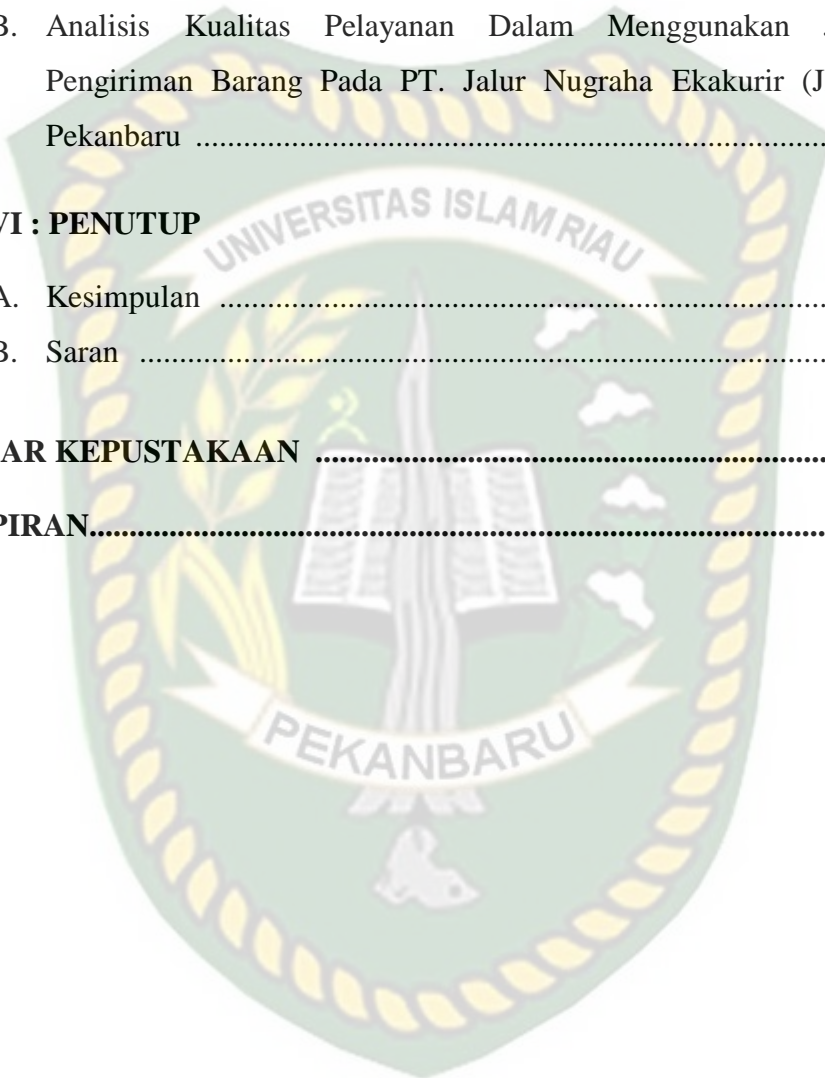 B. Analisis Kualitas Pelayanan Dalam Menggunakan
Pengiriman Barang Pada PT. Jalur Nugraha Ekakurir (J
Pekanbaru ................................................................................
VI : PENUTUP
UNIVERSITAS ISLAM RIAU
A. Kesimpulan .............................................................................
B. Saran .......................................................................................
AR KEPUSTAKAAN ................................................................
PIRAN............................................................................................
PEKANBARU